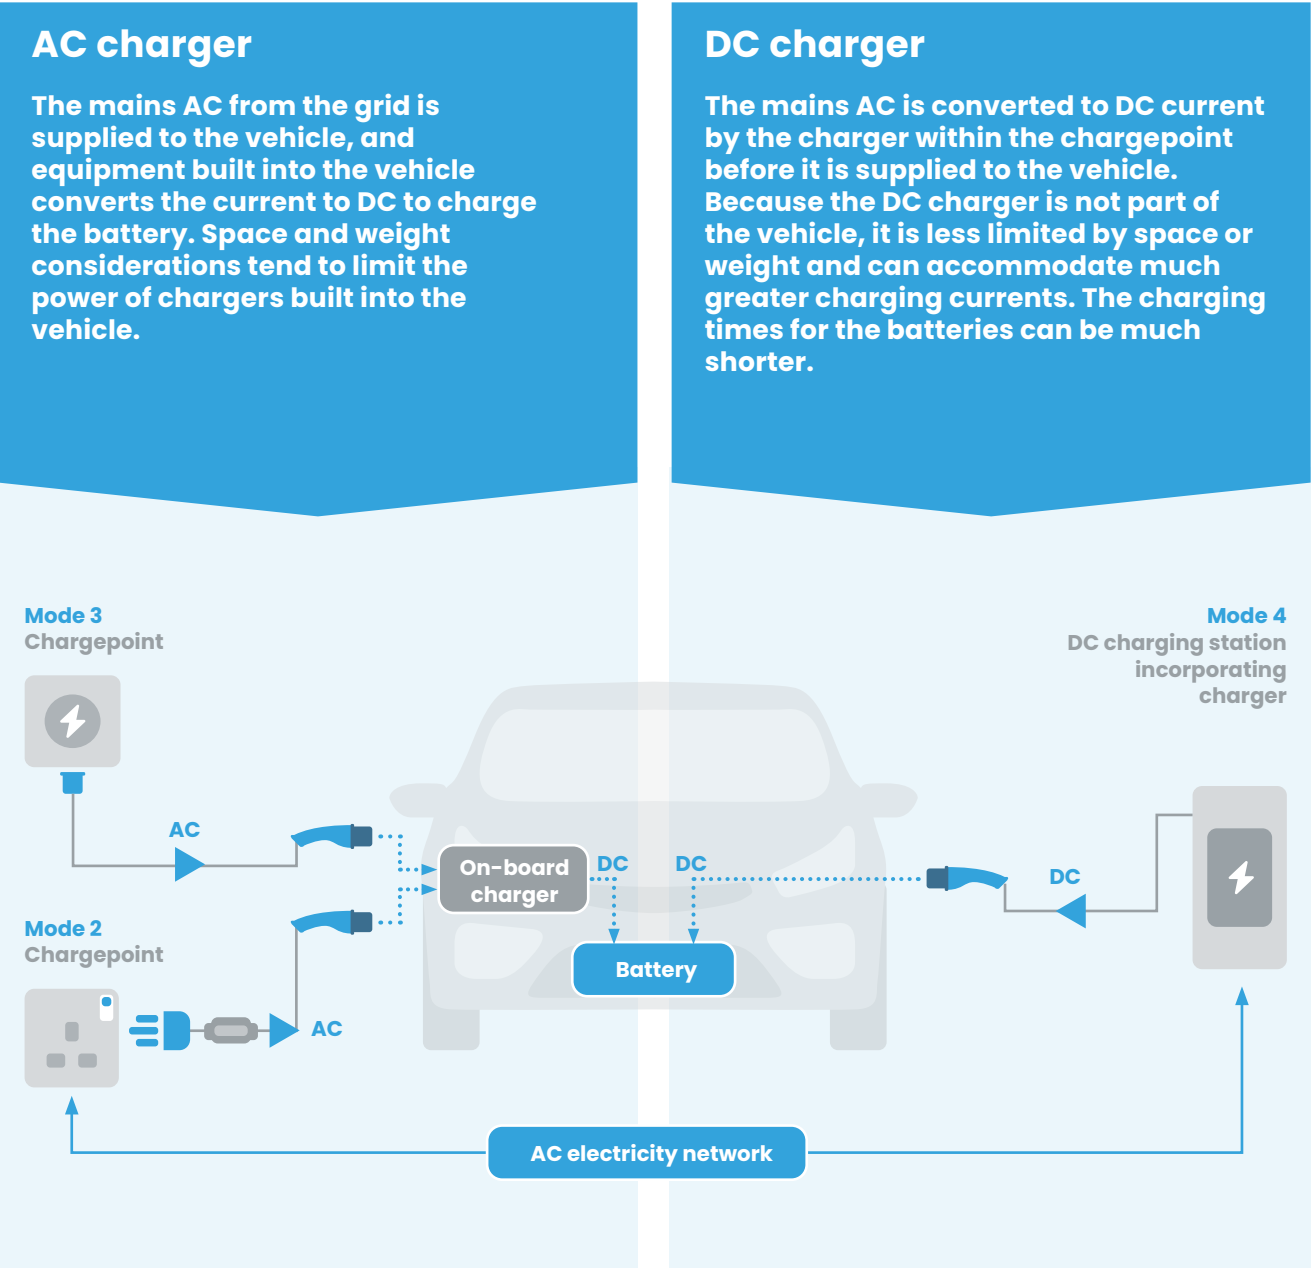 AC charger
The mains AC from the grid is
supplied to the vehicle, and
equipment built into the vehicle
converts the current to DC to charge
the battery. Space and weight
considerations tend to limit the
power of chargers built into the
vehicle.
DC charger
The mains AC is converted to DC current
by the charger within the chargepoint
before it is supplied to the vehicle.
Because the DC charger is not part of
the vehicle, it is less limited by space or
weight and can accommodate much
greater charging currents. The charging
times for the batteries can be much
shorter.
Mode 3
Chargepoint
AC
Mode 2
Chargepoint
AC
On-board
charger
DC
DC
Battery
Mode 4
DC charging station
incorporating
charger
DC
AC electricity network